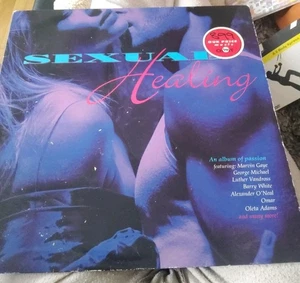 SEXUAL
Healing
An album of passion
featuring: Marvin Gaye
George Michael
Luther Vandross
Barry White
Alexander O'Neal
Omar
Oleta Adams
and many more!